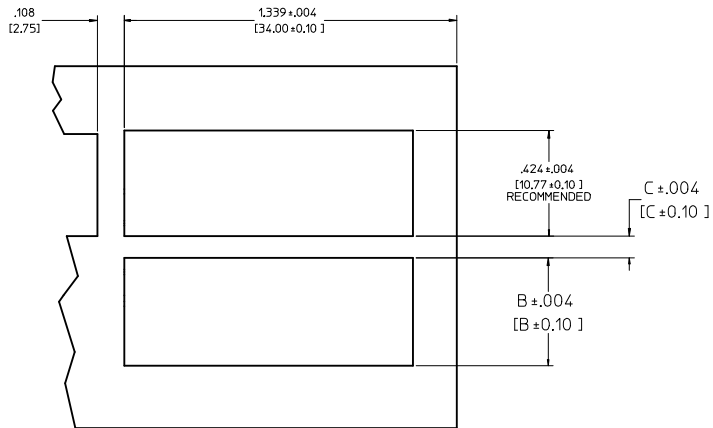 .108
[2.75]
1.339±.004
[34.00±0.10 ]
.424±.004
[10.77±0.10 ]
RECOMMENDED
C±.004
[C±0.10 ]
B±.004
[B±0.10 ]